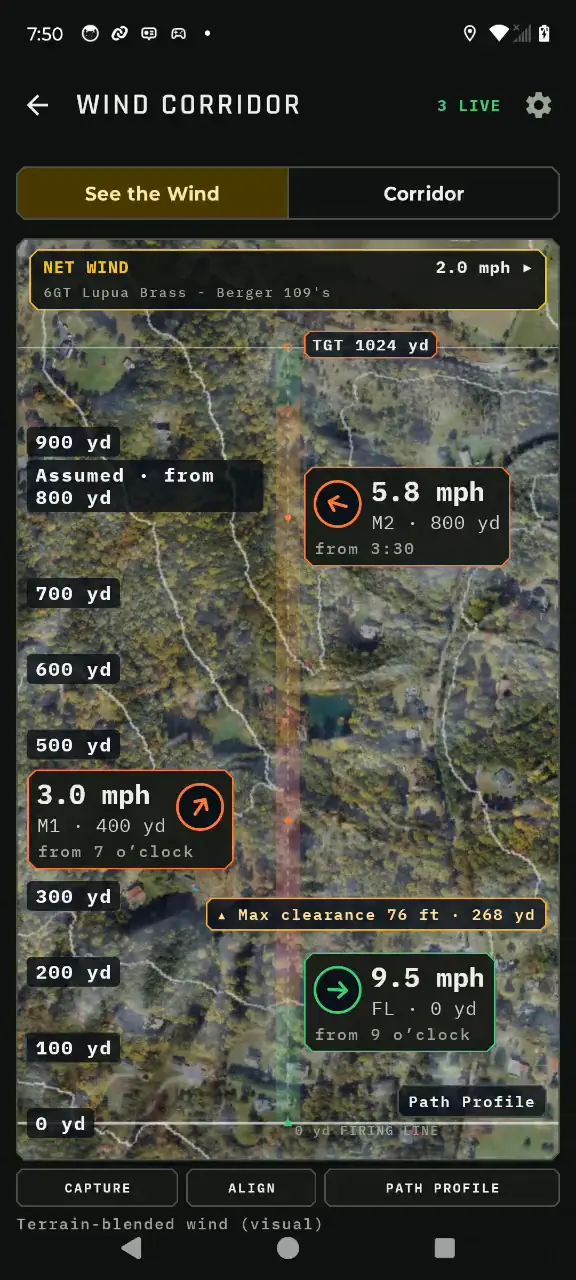 7:50
WIND CORRIDOR
3 LIVE
See the Wind
Corridor
NET WIND
2.0 mph ►
6GT Lupua Brass - Berger 109's
TGT 1024 yd
900 yd
Assumed · from
800 yd
5.8 mph
M2 · 800 yd
from 3:30
700 yd
600 yd
500 yd
3.0 mph
M1 · 400 yd
from 7 o’clock
300 yd
▲ Max clearance 76 ft · 268 yd
200 yd
9.5 mph
FL · 0 yd
from 9 o’clock
100 yd
Path Profile
0 yd
0 yd FIRING LINE
CAPTURE
ALIGN
PATH PROFILE
Terrain-blended wind (visual)